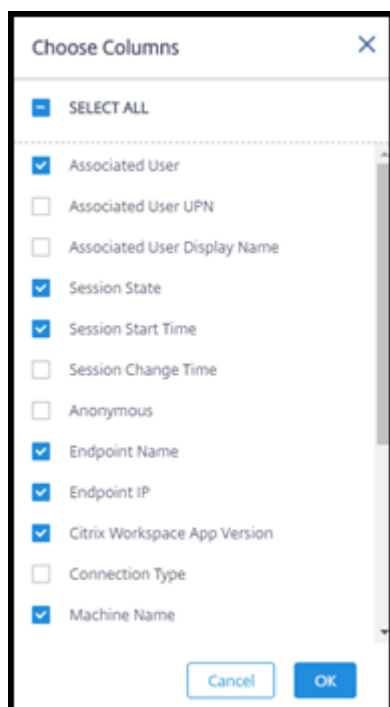 Choose Columns
SELECT ALL
Associated User
Associated User UPN
Associated User Display Name
Session State
Session Start Time
Session Change Time
Anonymous
Endpoint Name
Endpoint IP
Citrix Workspace App Version
Connection Type
Machine Name
Cancel OK